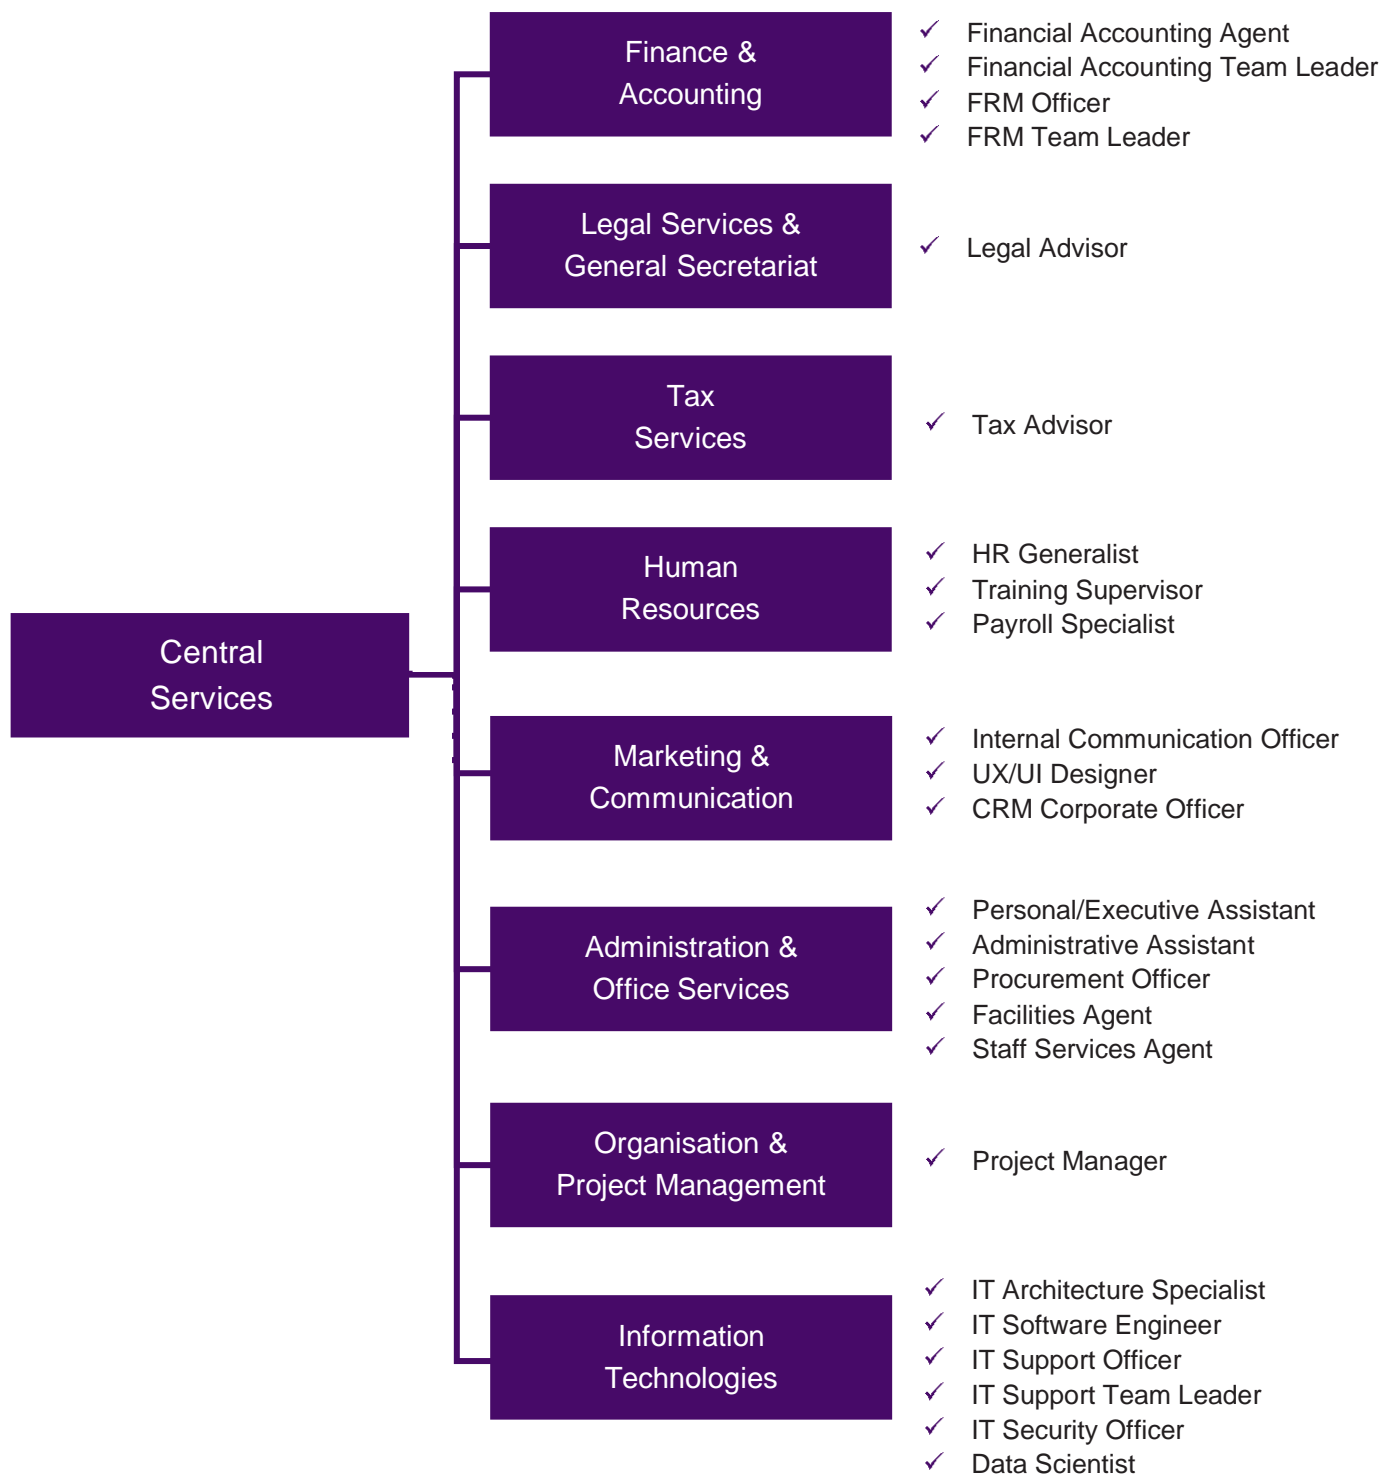 Finance &
Accounting
Financial Accounting Agent
Financial Accounting Team Leader
FRM Officer
FRM Team Leader
Legal Services &
General Secretariat
Legal Advisor
Tax
Services
Tax Advisor
Human
Resources
HR Generalist
Training Supervisor
Payroll Specialist
Central
Services
Marketing &
Communication
Internal Communication Officer
UX/UI Designer
CRM Corporate Officer
Administration &
Office Services
Personal/Executive Assistant
Administrative Assistant
Procurement Officer
Facilities Agent
Staff Services Agent
Organisation &
Project Management
Project Manager
Information
Technologies
IT Architecture Specialist
IT Software Engineer
IT Support Officer
IT Support Team Leader
IT Security Officer
Data Scientist